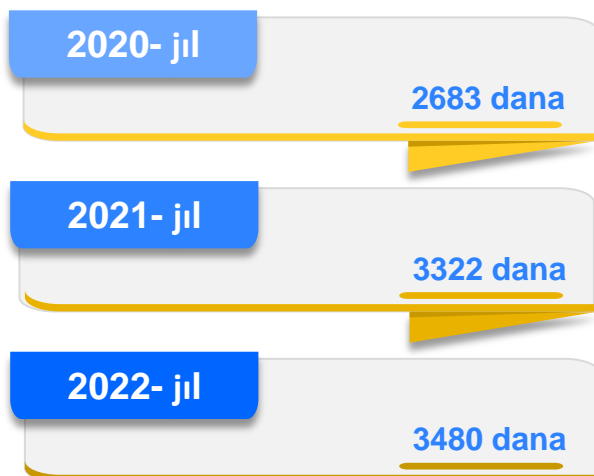 2020- jıl
2683 dana
2021- jıl
3322 dana
2022- jıl
3480 dana